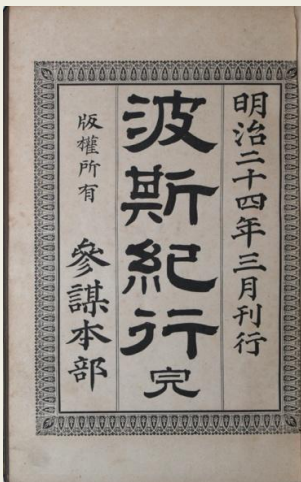 明治二十四年三月刊行
波斯紀行完
版權所有 參謀本部